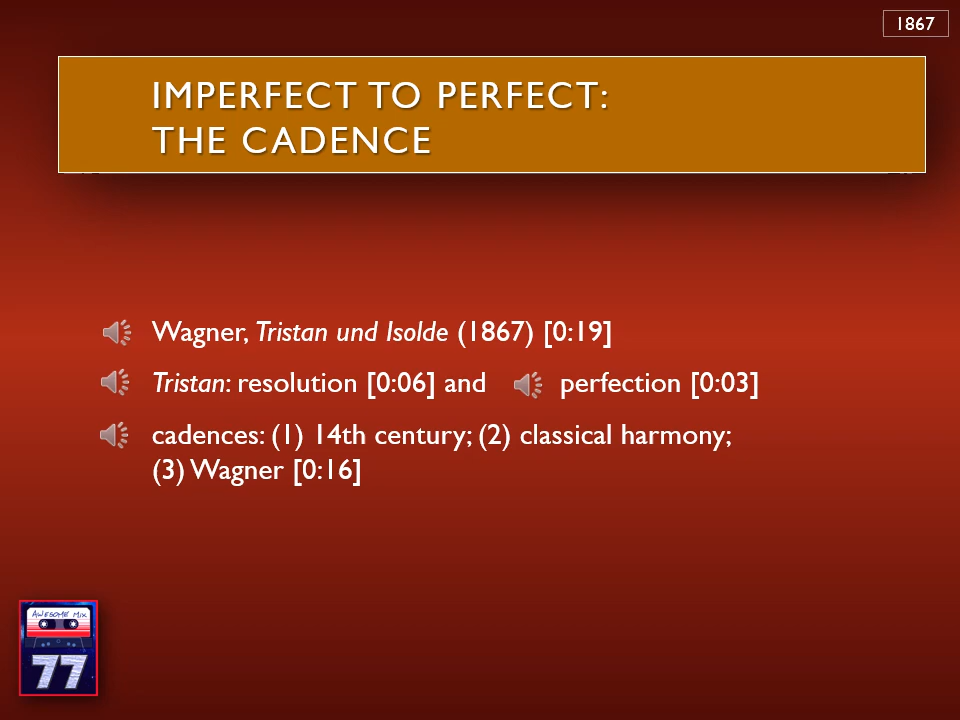 1867
IMPERFECT TO PERFECT:
THE CADENCE
Wagner, Tristan und Isolde (1867) [0:19]
Tristan: resolution [0:06] and perfection [0:03]
cadences: (1) 14th century; (2) classical harmony;
(3) Wagner [0:16]
AWESOME MIX
77